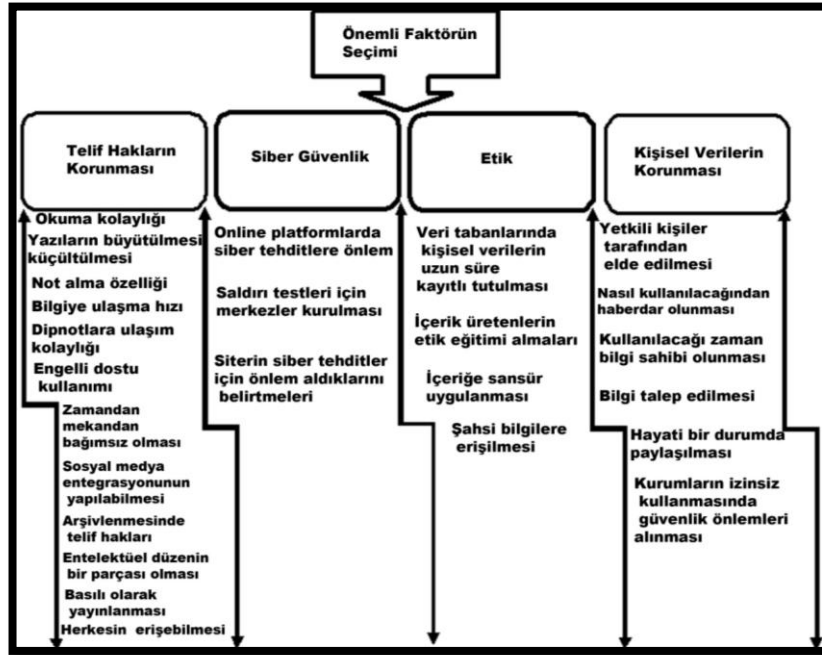 Önemli Faktörün
Seçimi
Telif Hakların
Korunması
Okuma kolaylığı
Yazıların büyütülmesi
küçültülmesi
Not alma özelliği
Bilgiye ulaşma hızı
Dipnotlara ulaşım
kolaylığı
Engelli dostu
kullanımı
Zamandan
mekandan
bağımsız olması
Sosyal medya
entegrasyonunun
yapılabilmesi
Arşivlenmesinde
telif hakları
Entelektüel düzenin
bir parçası olması
Basılı olarak
yayınlanması
Herkesin erişebilmesi
Siber Güvenlik
Online platformlarda
siber tehditlere önlem
Saldırı testleri için
merkezler kurulması
Siterin siber tehditler
için önlem aldıklarını
belirtmeleri
Etik
Veri tabanlarında
kişisel verilerin
uzun süre
kayıtlı tutulması
İçerik üretenlerin
etik eğitimi almaları
İçeriğe sansür
uygulanması
Şahsi bilgilere
erişilmesi
Kişisel Verilerin
Korunması
Yetkili kişiler
tarafından
elde edilmesi
Nasıl kullanılacağından
haberdar olunması
Kullanılacağı zaman
bilgi sahibi olunması
Bilgi talep edilmesi
Hayati bir durumda
paylaşılması
Kurumların izinsiz
kullanmasında
güvenlik önlemleri
alınması